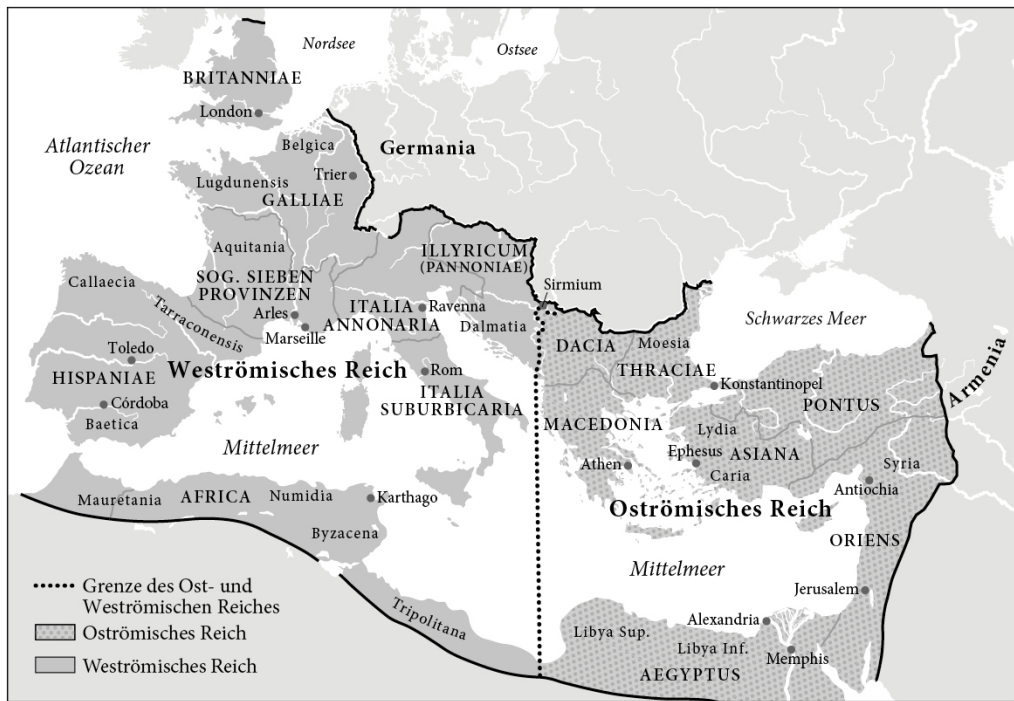 Nordsee
Ostsee
BRITANNIAE
London
Atlantischer
Ozean
Belgica
Germania
Trier
Lugdunensis
GALLIAE
Aquitania
ILLYRICUM
(PANNONIAE)
SOG. SIEBEN
PROVINZEN
Callaecia
Sirmium
Tarraconensis
Arles
Marseille
ITALIA
ANNONARIA
Ravenna
Dalmatia
Schwarzes Meer
DACIA
Moesia
THRACIAE
Toledo
HISPANIAE
Weströmisches Reich
Rom
Konstantinopel
PONTUS
Armenia
Córdoba
Baetica
ITALIA
SUBURBICARIA
MACEDONIA
Lydia
Mittelmeer
Athen
Ephesus
ASIANA
Caria
Syria
Antiochia
Mauretania
AFRICA
Numidia
Karthago
Oströmisches Reich
Byzacena
ORIENS
Mittelmeer
Jerusalem
Tripolitana
Alexandria
Libya Sup.
Libya Inf.
Memphis
AEGYPTUS
Grenze des Ost- und
Weströmischen Reiches
Oströmisches Reich
Weströmisches Reich